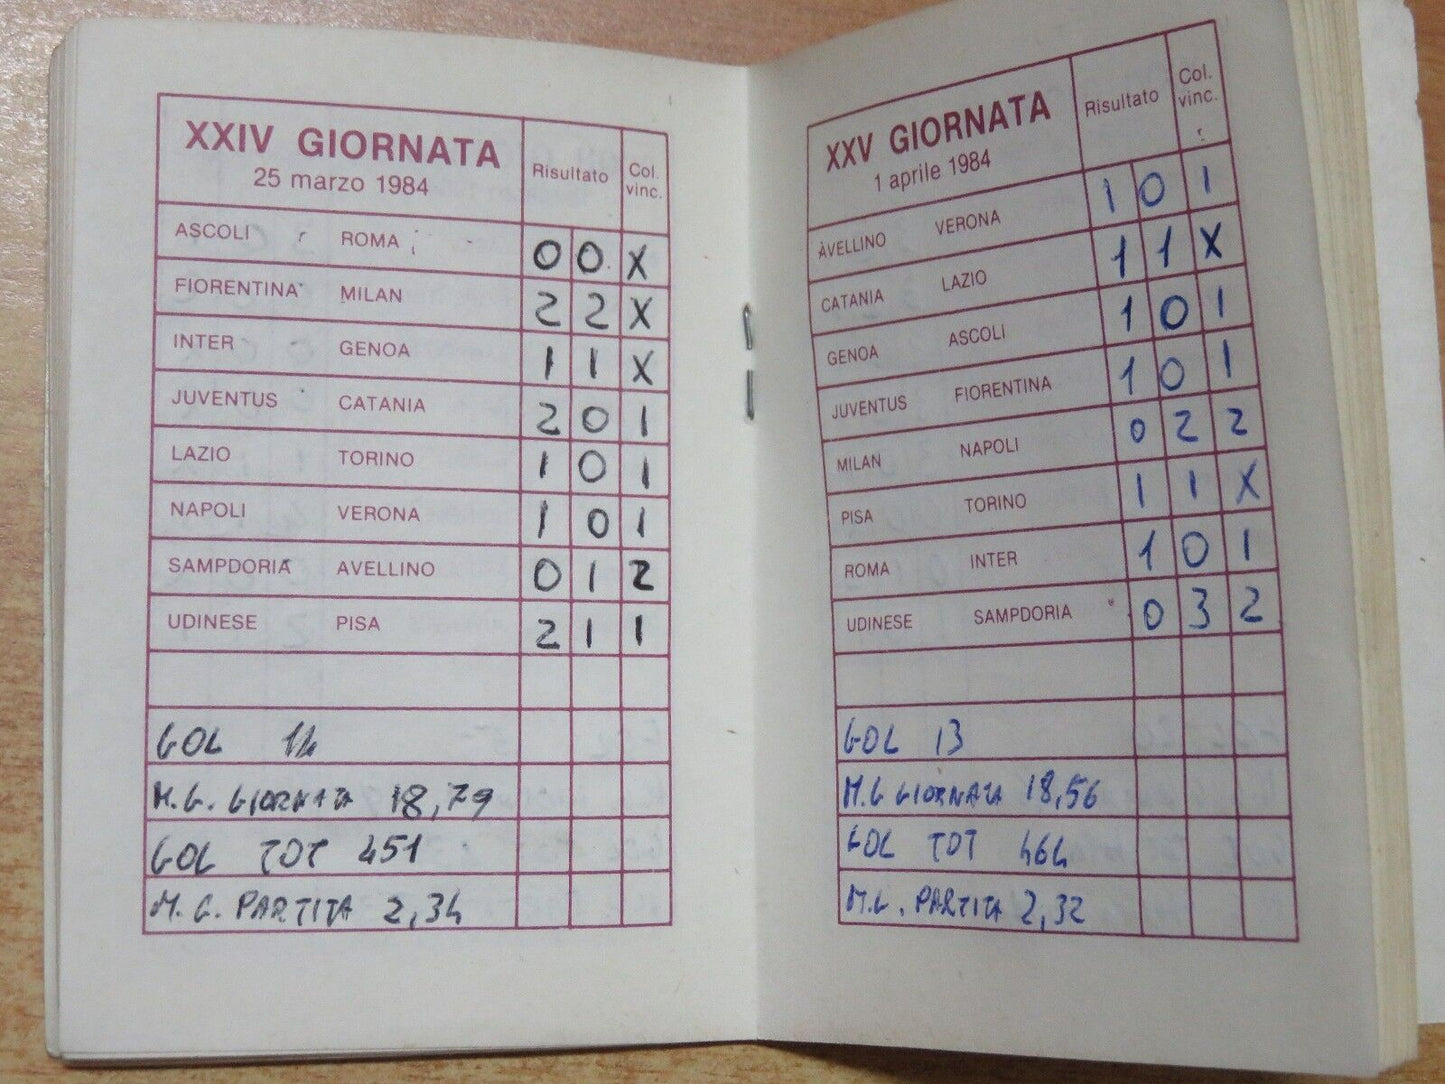 XXIV GIORNATA
25 marzo 1984
Risultato
Col. vinc.
ASCOLI ROMA 0 0 X
FIORENTINA MILAN 2 2 X
INTER GENOA 1 1 X
JUVENTUS CATANIA 2 0 1
LAZIO TORINO 1 0 1
NAPOLI VERONA 1 0 1
SAMPDORIA AVELLINO 0 1 2
UDINESE PISA 2 1 1
GOL 14
M.G. GIORNATA 18,79
GOL TOT 451
M.G. PARTITA 2,34
XXV GIORNATA
1 aprile 1984
Risultato
Col. vinc.
AVELLINO VERONA 1 0 1
CATANIA LAZIO 1 1 X
GENOA ASCOLI 1 0 1
JUVENTUS FIORENTINA 1 0 1
MILAN NAPOLI 0 2 2
PISA TORINO 1 1 X
ROMA INTER 1 0 1
UDINESE SAMPDORIA 0 3 2
GOL 13
M.G GIORNATA 18,56
GOL TOT 464
M.G. PARTITA 2,32